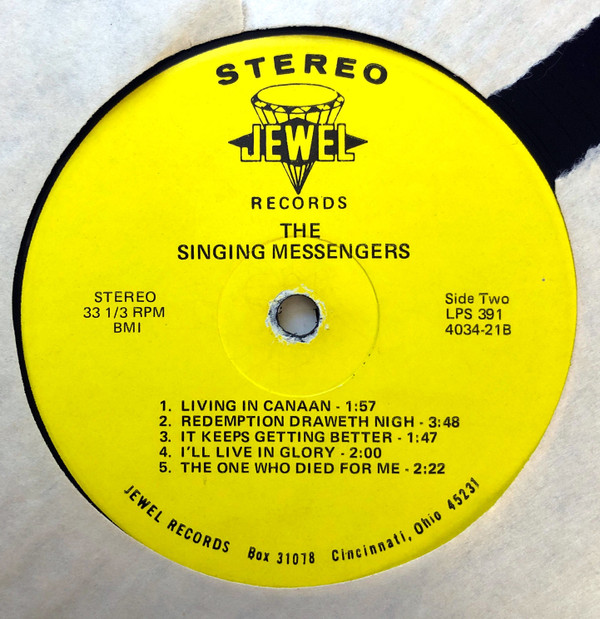 STEREO
JEWEL
RECORDS
THE
SINGING MESSENGERS
STEREO
33 1/3 RPM
BMI
Side Two
LPS 391
4034-21B
1. LIVING IN CANAAN - 1:57
2. REDEMPTION DRAWETH NIGH - 3:48
3. IT KEEPS GETTING BETTER - 1:47
4. I'LL LIVE IN GLORY - 2:00
5. THE ONE WHO DIED FOR ME - 2:22
JEWEL RECORDS Box 31078 Cincinnati, Ohio 45231